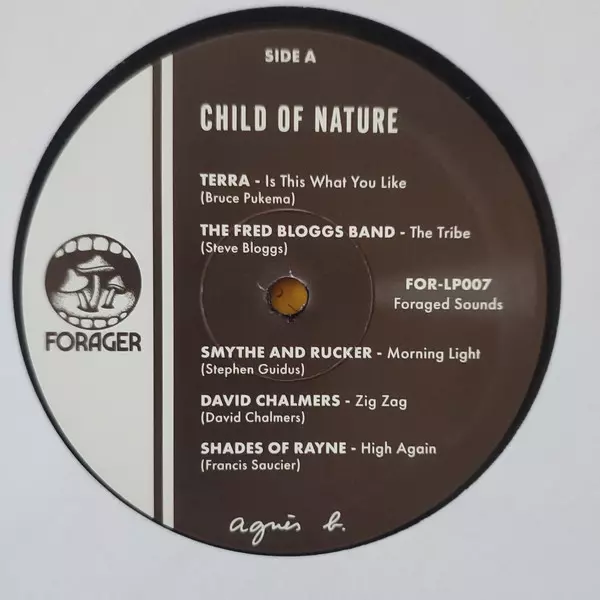 SIDE A
CHILD OF NATURE
TERRA - Is This What You Like
(Bruce Pukema)
THE FRED BLOGGS BAND - The Tribe
(Steve Bloggs)
FOR-LP007
Foraged Sounds
FORAGER
SMYTHE AND RUCKER - Morning Light
(Stephen Guidus)
DAVID CHALMERS - Zig Zag
(David Chalmers)
SHADES OF RAYNE - High Again
(Francis Saucier)
agnès b.